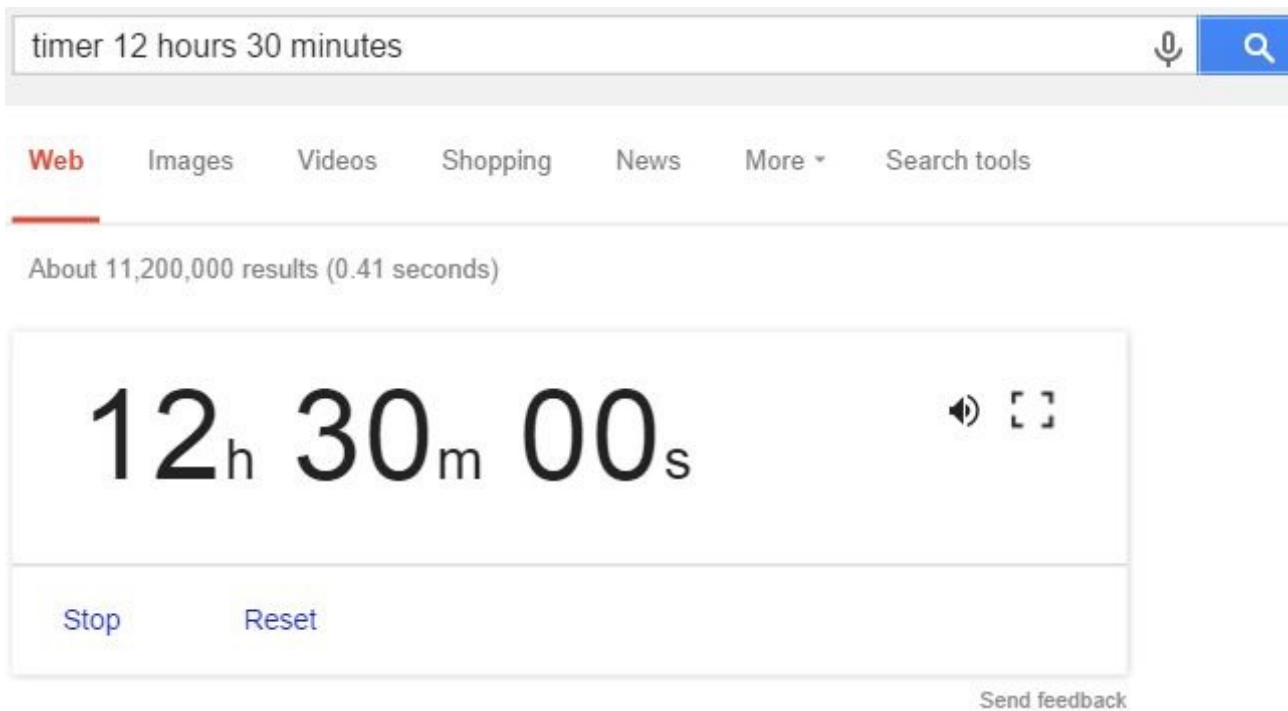 timer 12 hours 30 minutes
Web Images Videos Shopping News More Search tools
About 11,200,000 results (0.41 seconds)
12h 30m 00s
Stop Reset
Send feedback